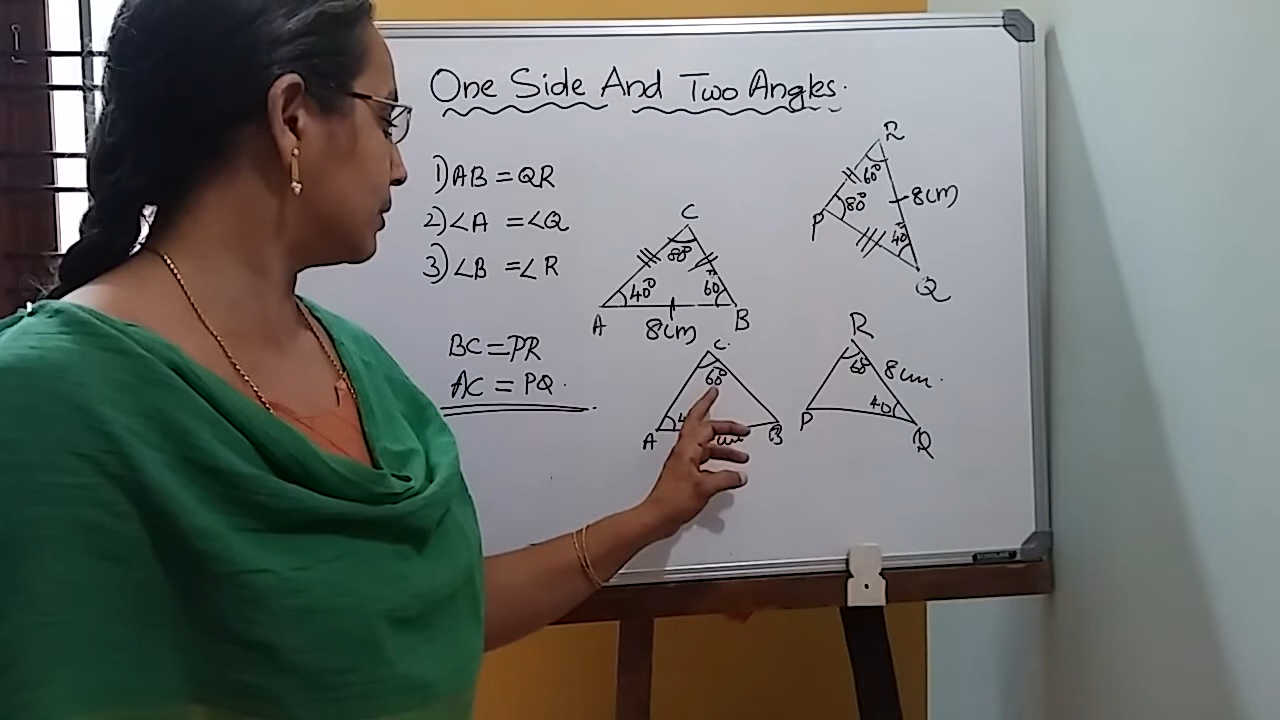 One Side And Two Angles.
1) AB = QR
2) ∠A = ∠Q
3) ∠B = ∠R
BC = PR
AC = PQ.
C
80°
40°
60°
A
B
8cm
R
60°
80°
8cm
P
40°
Q
C
60°
A
B
R
60°
8cm.
40
P
Q